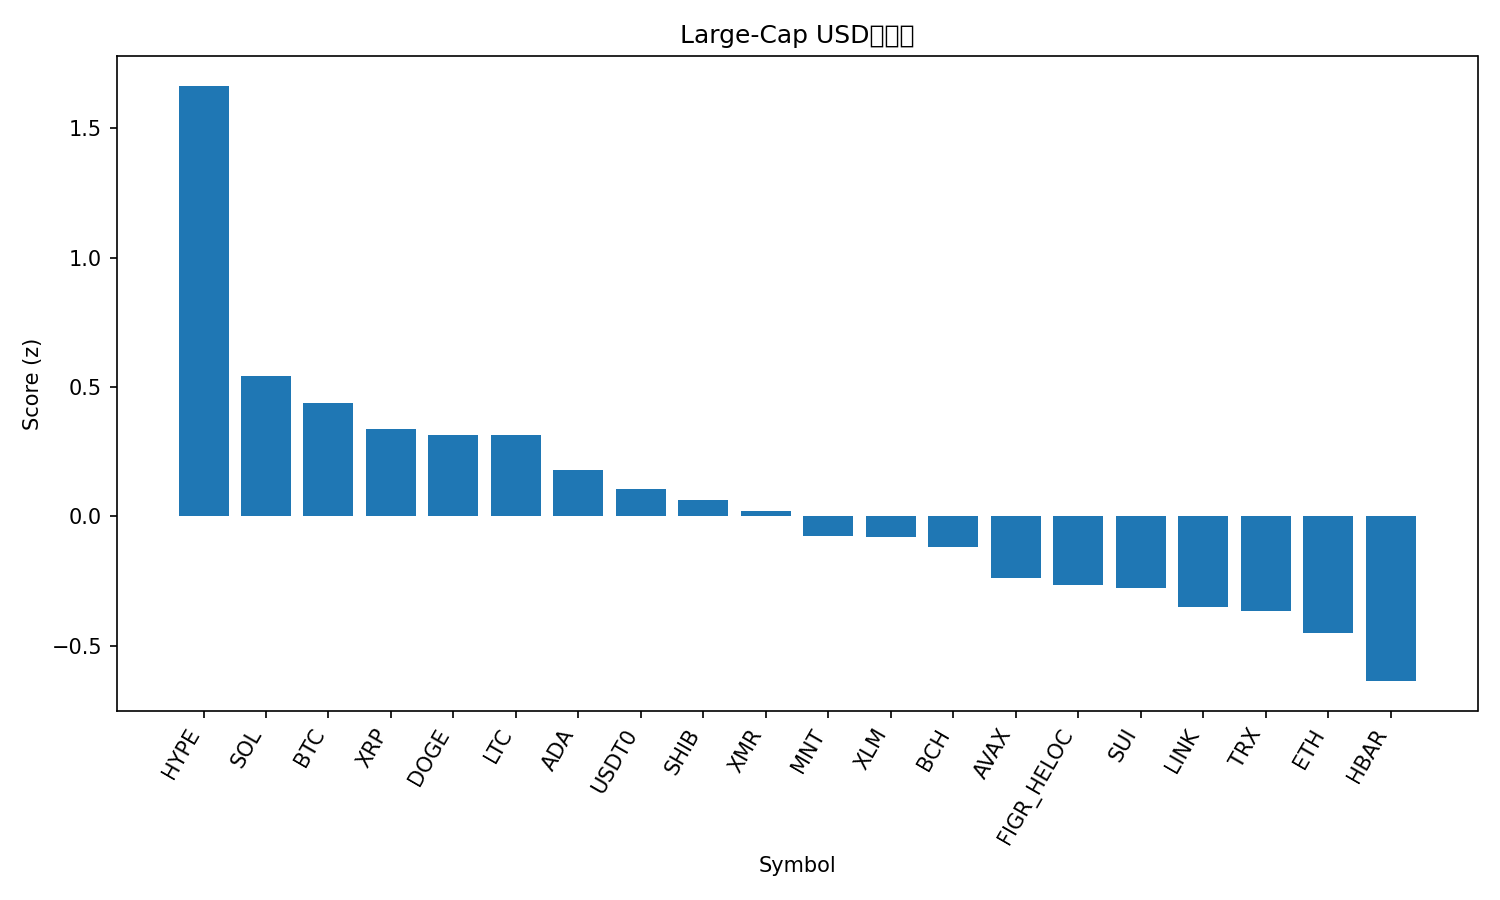 Large-Cap USD
Score (z)
1.5
1.0
0.5
0.0
−0.5
HYPE
SOL
BTC
XRP
DOGE
LTC
ADA
USDT0
SHIB
XMR
MNT
XLM
BCH
AVAX
FIGR_HELOC
SUI
LINK
TRX
ETH
HBAR
Symbol